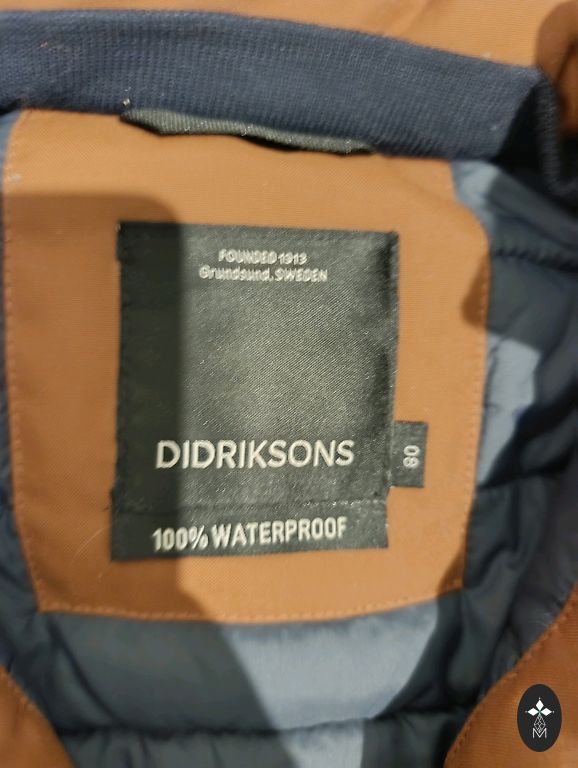 FOUNDED 1913
Grundsund, SWEDEN
DIDRIKSONS
80
100% WATERPROOF
M